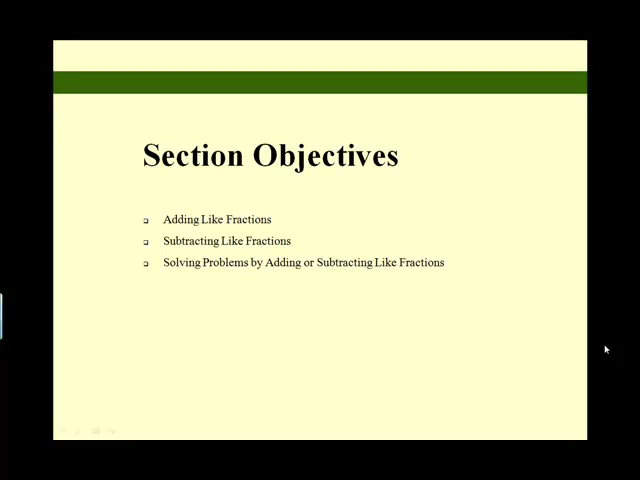 Section Objectives
Adding Like Fractions
Subtracting Like Fractions
Solving Problems by Adding or Subtracting Like Fractions